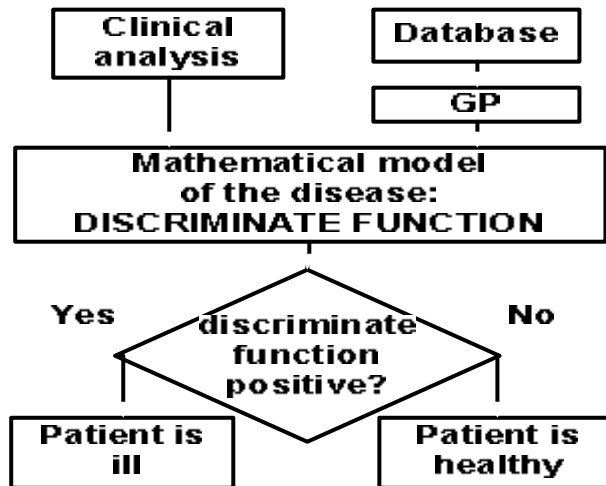 Clinical
analysis
Database
GP
Mathematical model
of the disease:
DISCRIMINATE FUNCTION
Yes
No
discriminate
function
positive?
Patient is
ill
Patient is
healthy